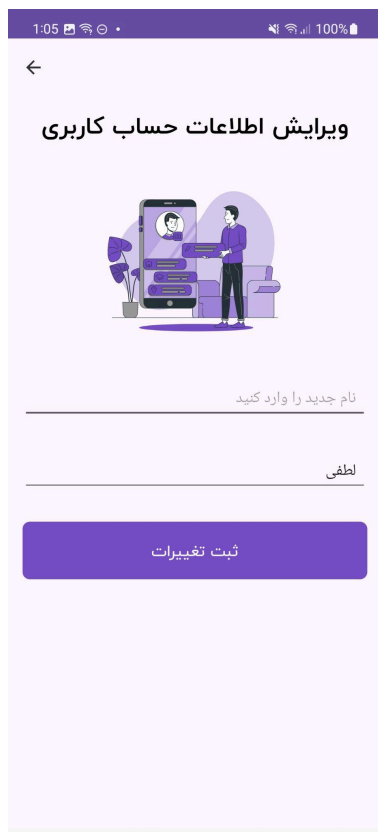 1:05 100%
ویرایش اطلاعات حساب کاربری
نام جدید را وارد کنید
لطفی
ثبت تغییرات